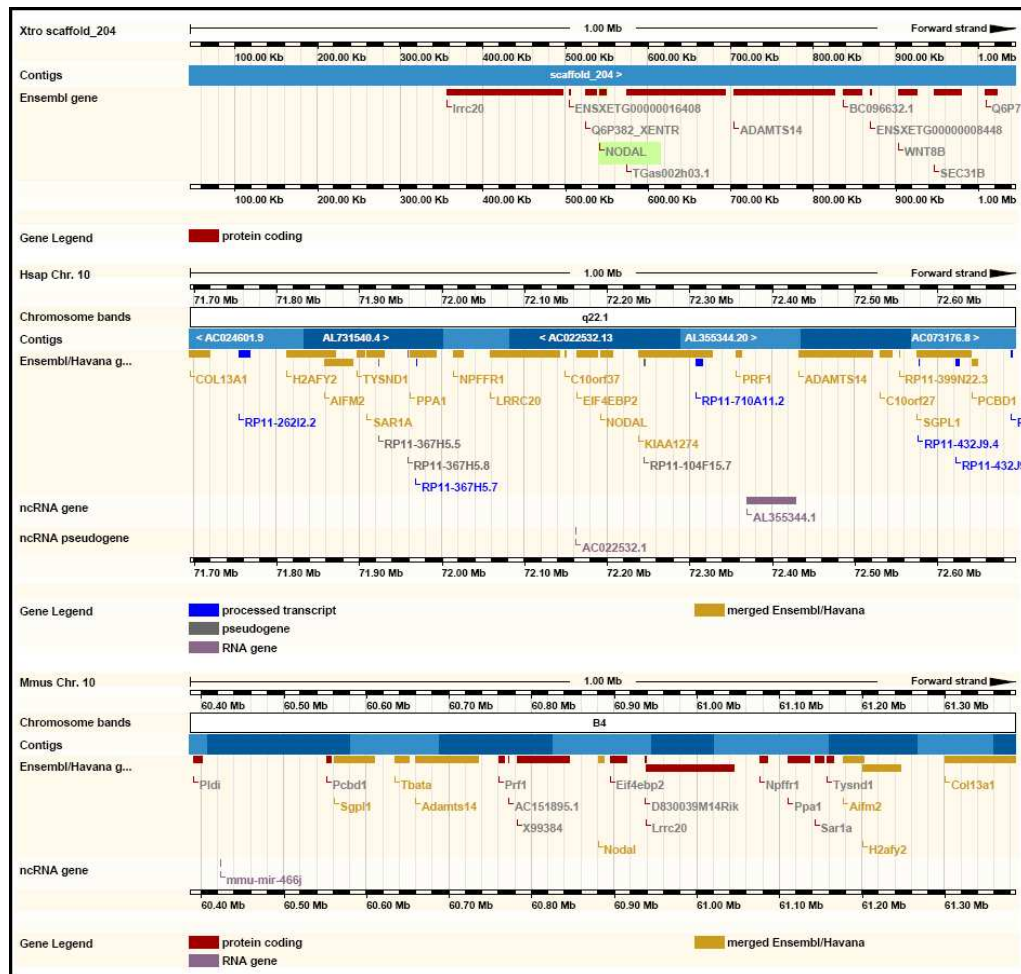 Xtro scaffold_204
1.00 Mb
Forward strand
100.00 Kb 200.00 Kb 300.00 Kb 400.00 Kb 500.00 Kb 600.00 Kb 700.00 Kb 800.00 Kb 900.00 Kb 1.00 Mb
Contigs
scaffold_204 >
Ensembl gene
lrrc20 ENSXETG00000016408 BC096632.1 Q6P7
Q6P382_XENTR ADAMTS14 ENSXETG00000008448
NODAL WNT8B
TGas002h03.1 SEC31B
100.00 Kb 200.00 Kb 300.00 Kb 400.00 Kb 500.00 Kb 600.00 Kb 700.00 Kb 800.00 Kb 900.00 Kb 1.00 Mb
Gene Legend
protein coding
Hsap Chr. 10
1.00 Mb
Forward strand
71.70 Mb 71.80 Mb 71.90 Mb 72.00 Mb 72.10 Mb 72.20 Mb 72.30 Mb 72.40 Mb 72.50 Mb 72.60 Mb
Chromosome bands
q22.1
Contigs
< AC024601.9 AL731540.4 > < AC022532.13 AL355344.20 > AC073176.8 >
Ensembl/Havana g...
COL13A1 H2AFY2 TYSND1 NPFFR1 C10orf37 PRF1 ADAMTS14 RP11-399N22.3
AIFM2 PPA1 LRRC20 EIF4EBP2 RP11-710A11.2 C10orf27 PCBD1
RP11-262I2.2 SAR1A NODAL SGPL1
RP11-367H5.5 KIAA1274 RP11-432J9.4
RP11-367H5.8 RP11-104F15.7 RP11-432J9
RP11-367H5.7
ncRNA gene
AL355344.1
ncRNA pseudogene
AC022532.1
71.70 Mb 71.80 Mb 71.90 Mb 72.00 Mb 72.10 Mb 72.20 Mb 72.30 Mb 72.40 Mb 72.50 Mb 72.60 Mb
Gene Legend
processed transcript merged Ensembl/Havana
pseudogene
RNA gene
Mmus Chr. 10
1.00 Mb
Forward strand
60.40 Mb 60.50 Mb 60.60 Mb 60.70 Mb 60.80 Mb 60.90 Mb 61.00 Mb 61.10 Mb 61.20 Mb 61.30 Mb
Chromosome bands
B4
Contigs
Ensembl/Havana g...
Pldi Pcbd1 Tbata Prf1 Eif4ebp2 Npffr1 Tysnd1 Col13a1
Sgpl1 Adamts14 AC151895.1 D830039M14Rik Ppa1 Aifm2
X99384 Lrrc20 Sar1a
Nodal H2afy2
ncRNA gene
mmu-mir-466j
60.40 Mb 60.50 Mb 60.60 Mb 60.70 Mb 60.80 Mb 60.90 Mb 61.00 Mb 61.10 Mb 61.20 Mb 61.30 Mb
Gene Legend
protein coding merged Ensembl/Havana
RNA gene